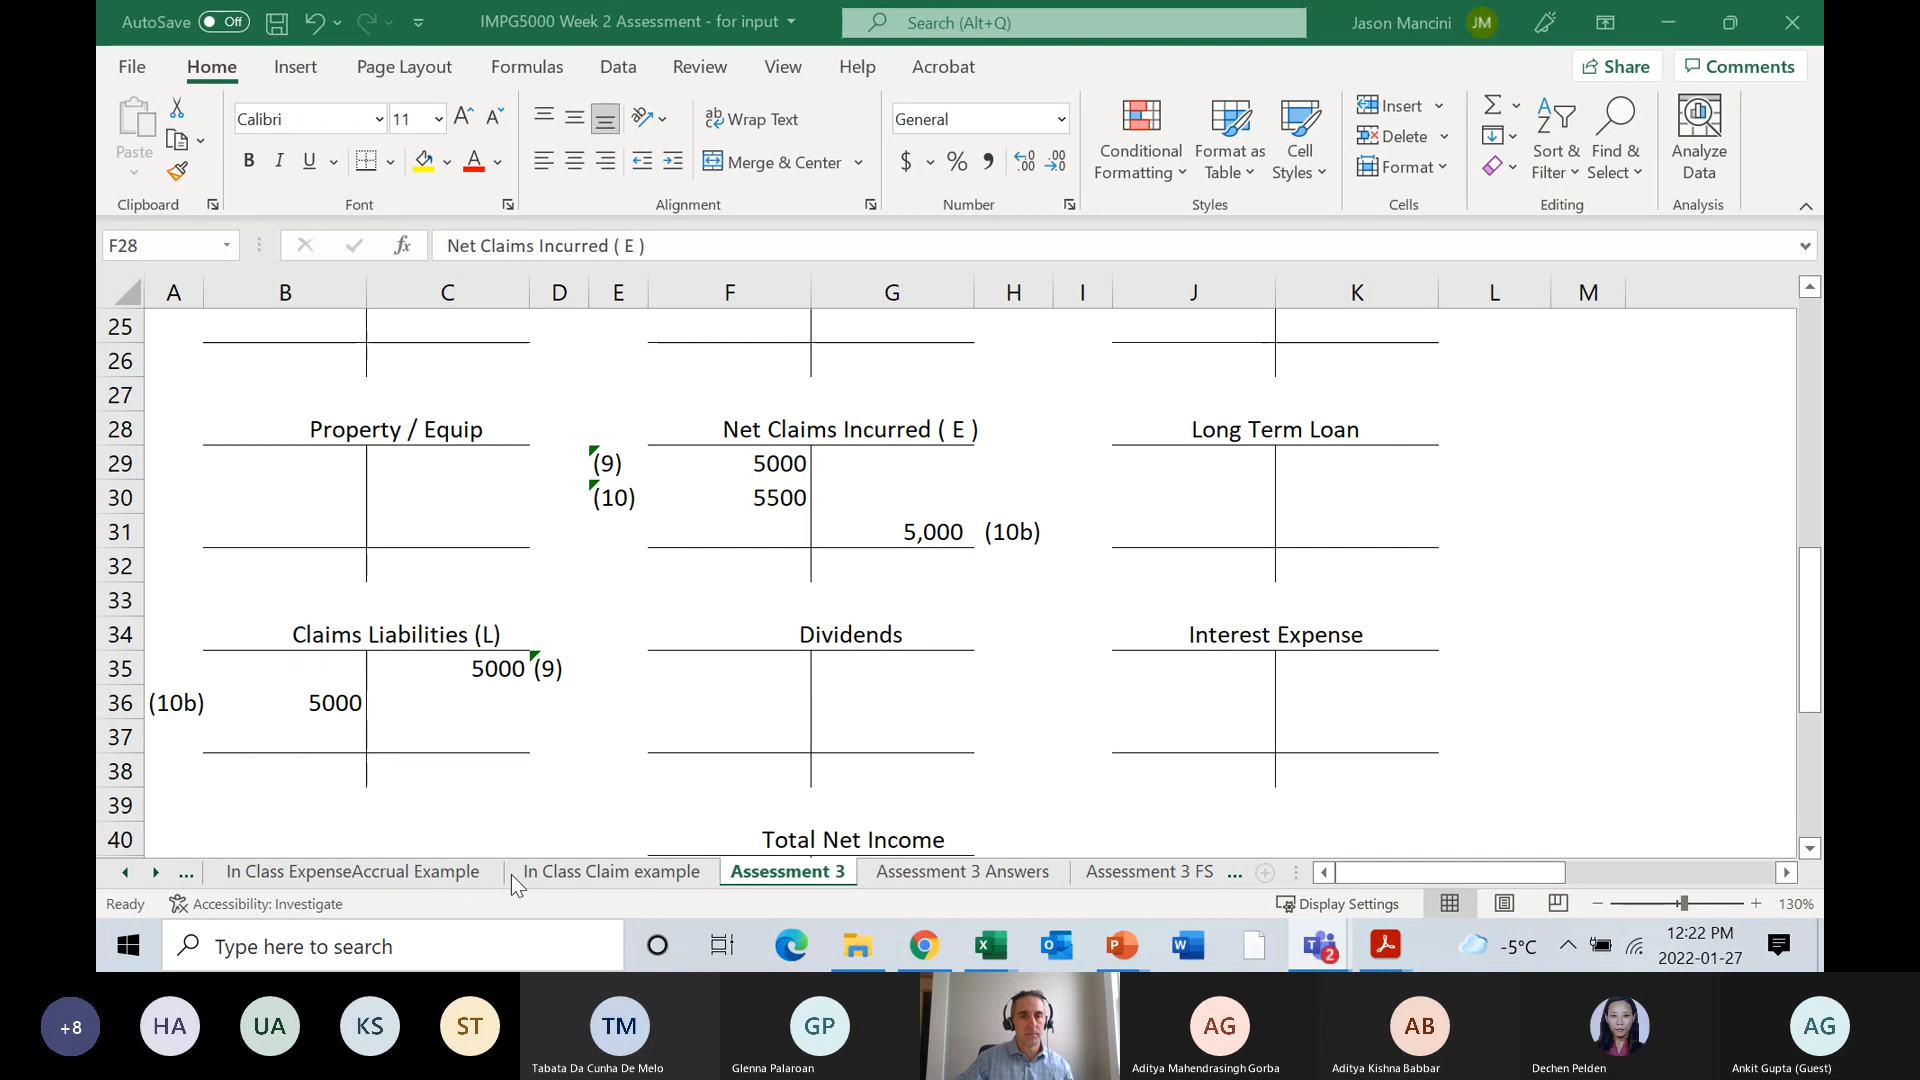 AutoSave Off IMPG5000 Week 2 Assessment - for input Search (Alt+Q) Jason Mancini JM
File Home Insert Page Layout Formulas Data Review View Help Acrobat Share Comments
Calibri 11 Wrap Text General Insert
Paste B I U Merge & Center $ % Conditional Formatting Format as Table Cell Styles Delete Format Sort & Filter Find & Select Analyze Data
Clipboard Font Alignment Number Styles Cells Editing Analysis
F28 fx Net Claims Incurred ( E )
A B C D E F G H I J K L M
25
26
27
28 Property / Equip Net Claims Incurred ( E ) Long Term Loan
29 (9) 5000
30 (10) 5500
31 5,000 (10b)
32
33
34 Claims Liabilities (L) Dividends Interest Expense
35 5000 (9)
36 (10b) 5000
37
38
39
40 Total Net Income
... In Class ExpenseAccrual Example In Class Claim example Assessment 3 Assessment 3 Answers Assessment 3 FS ...
Ready Accessibility: Investigate Display Settings 130%
Type here to search 2 -5°C 12:22 PM
2022-01-27
+8 HA UA KS ST TM GP AG AB AG
Tabata Da Cunha De Melo Glenna Palaroan Aditya Mahendrasingh Gorba Aditya Kishna Babbar Dechen Pelden Ankit Gupta (Guest)